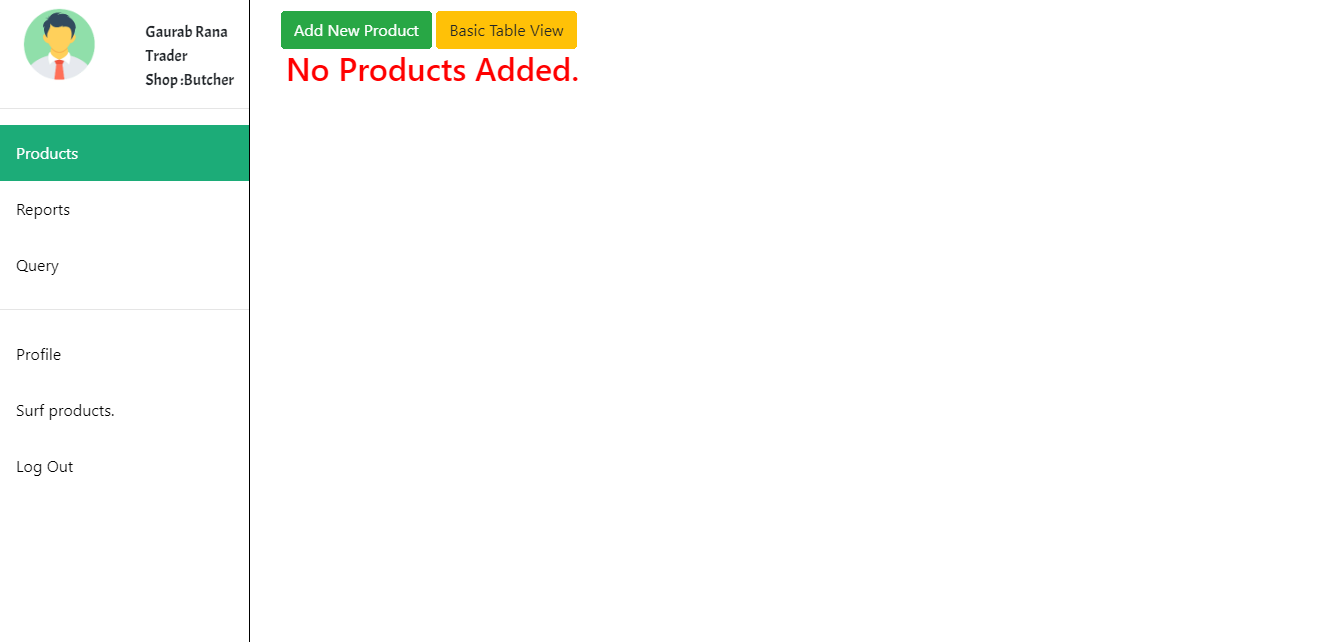 Gaurab Rana
Trader
Shop :Butcher
Products
Reports
Query
Profile
Surf products.
Log Out
Add New Product Basic Table View
No Products Added.